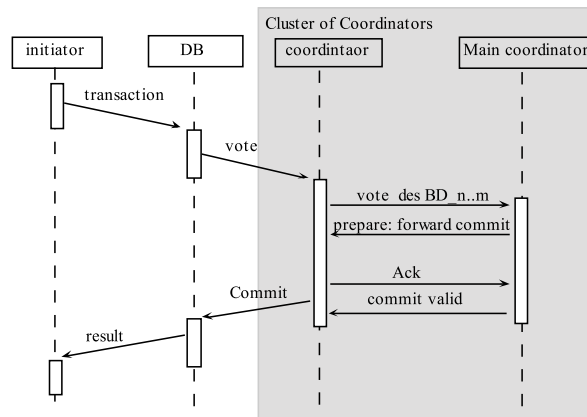 Cluster of Coordinators
initiator
DB
coordintaor
Main coordinator
transaction
vote
vote des BD_n..m
prepare: forward commit
Ack
Commit
commit valid
result